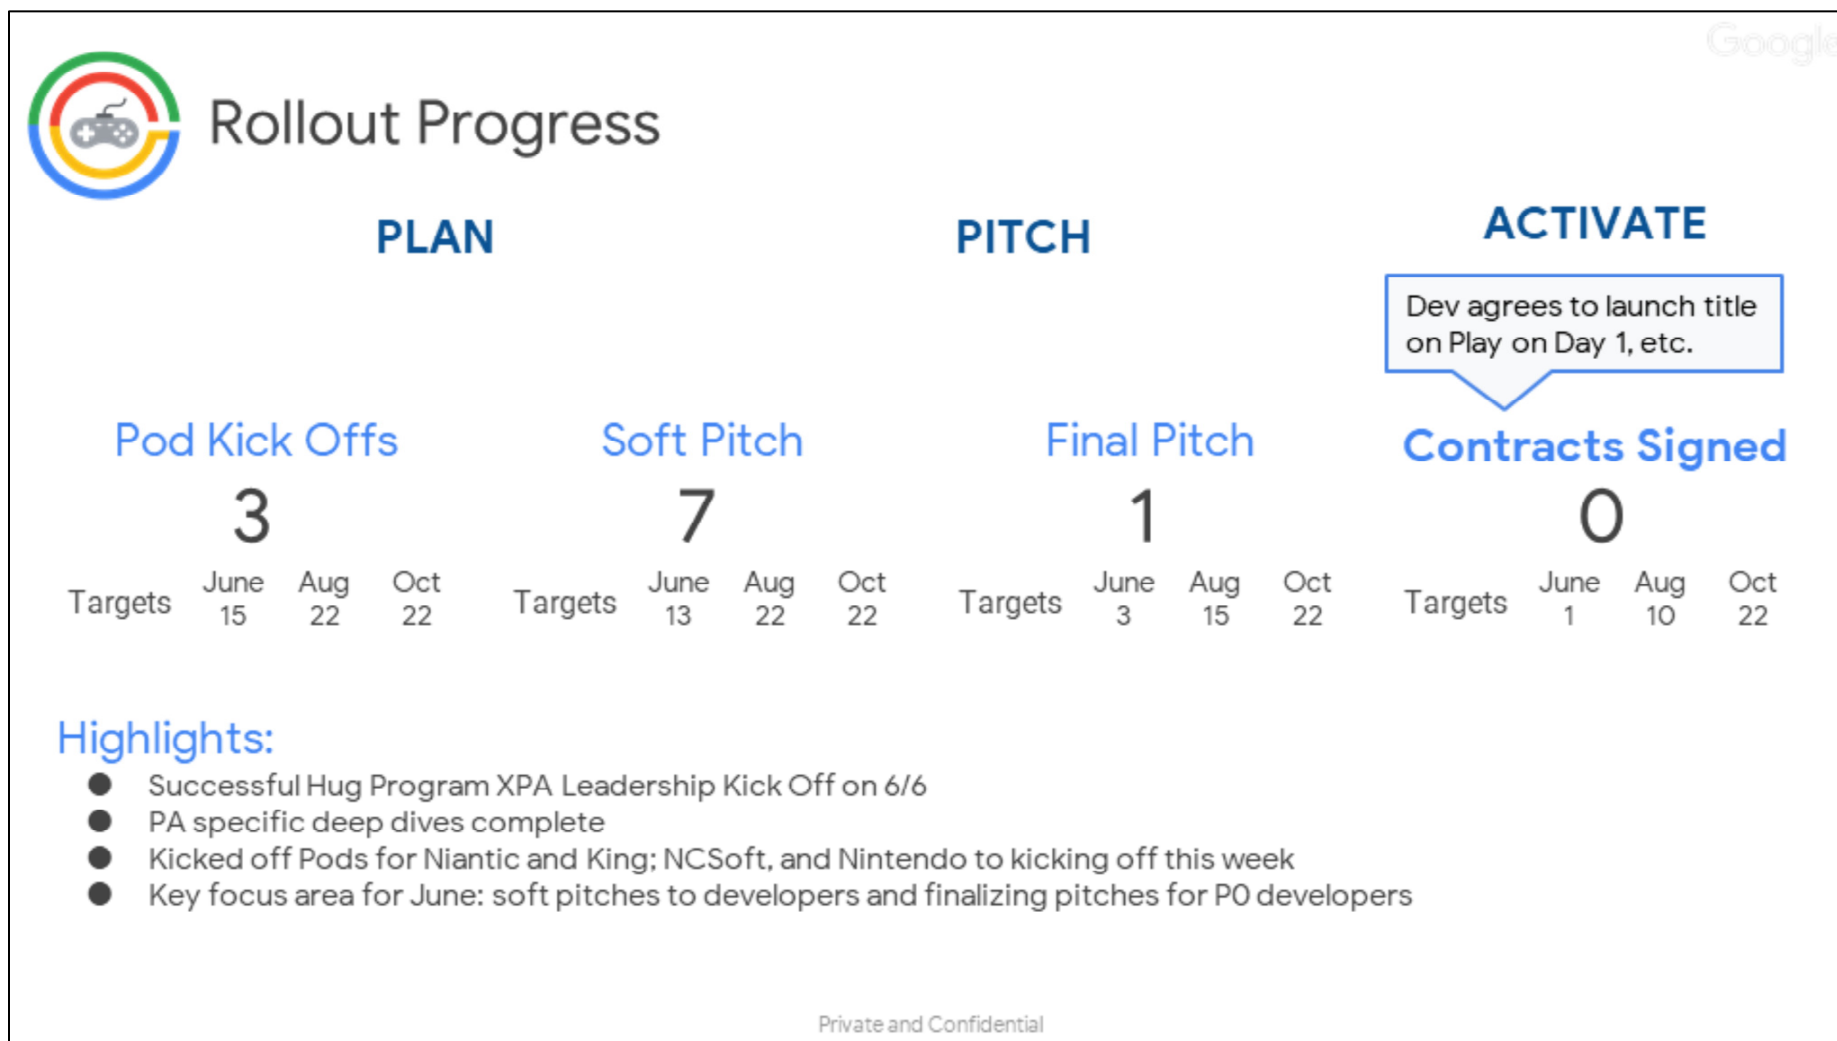 Google
Rollout Progress
PLAN
PITCH
ACTIVATE
Dev agrees to launch title
on Play on Day 1, etc.
Pod Kick Offs
3
Targets
June Aug Oct
15 22 22
Soft Pitch
7
Targets
June Aug Oct
13 22 22
Final Pitch
1
Targets
June Aug Oct
3 15 22
Contracts Signed
0
Targets
June Aug Oct
1 10 22
Highlights:
● Successful Hug Program XPA Leadership Kick Off on 6/6
● PA specific deep dives complete
● Kicked off Pods for Niantic and King; NCSoft, and Nintendo to kicking off this week
● Key focus area for June: soft pitches to developers and finalizing pitches for P0 developers
Private and Confidential